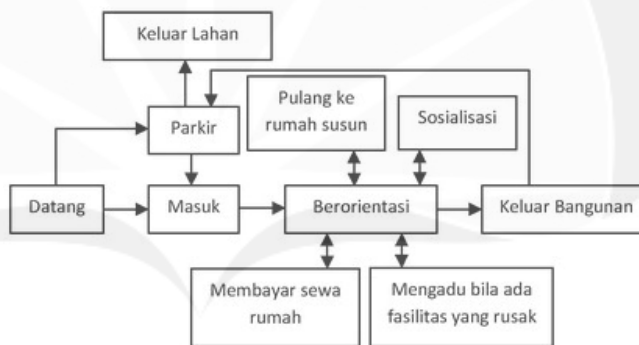 Keluar Lahan
Pulang ke
rumah susun
Sosialisasi
Parkir
Datang
Masuk
Berorientasi
Keluar Bangunan
Membayar sewa
rumah
Mengadu bila ada
fasilitas yang rusak